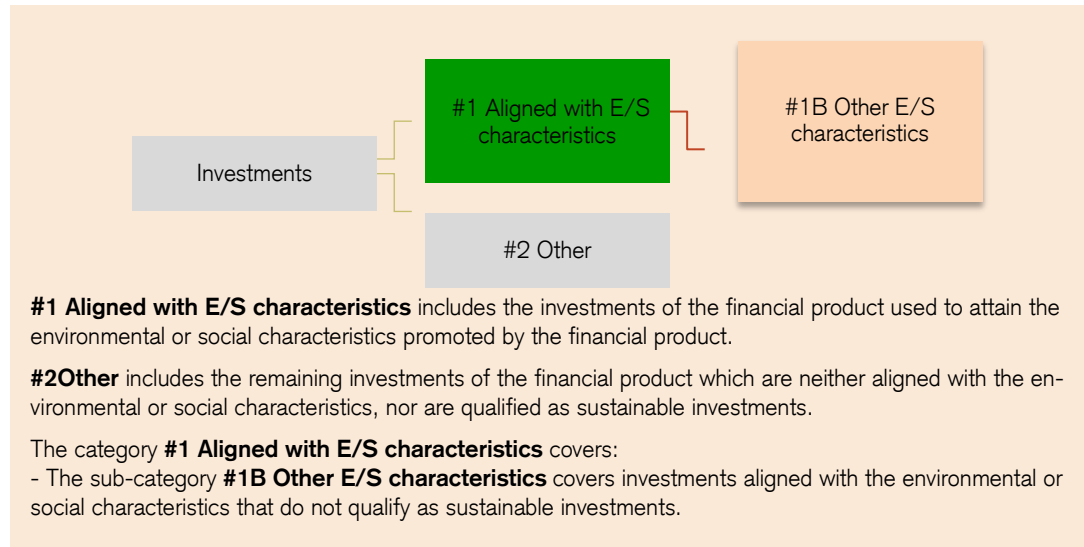 #1 Aligned with E/S
characteristics
#1B Other E/S
characteristics
Investments
#2 Other
#1 Aligned with E/S characteristics includes the investments of the financial product used to attain the
environmental or social characteristics promoted by the financial product.
#2Other includes the remaining investments of the financial product which are neither aligned with the en-
vironmental or social characteristics, nor are qualified as sustainable investments.
The category #1 Aligned with E/S characteristics covers:
- The sub-category #1B Other E/S characteristics covers investments aligned with the environmental or
social characteristics that do not qualify as sustainable investments.